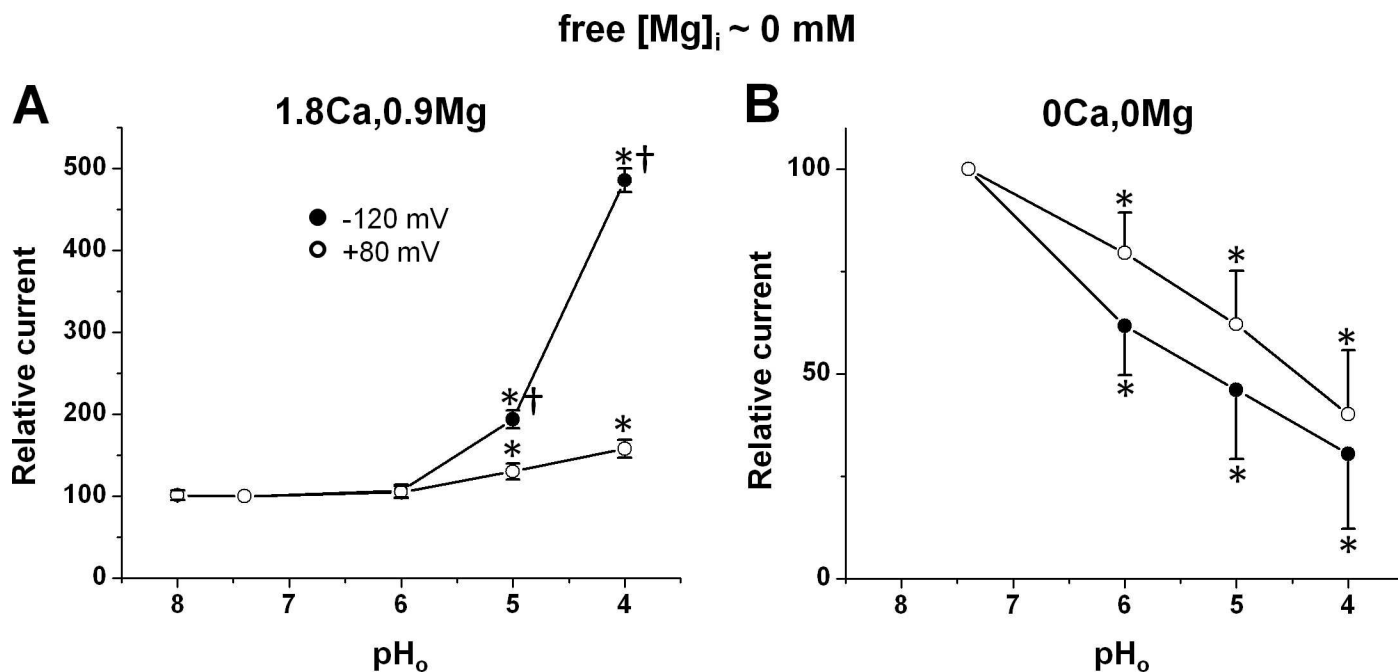 free [Mg]i ~ 0 mM
A
1.8Ca,0.9Mg
500
400
300
200
100
0
Relative current
*†
● -120 mV
○ +80 mV
*†
*
*
8 7 6 5 4
pHo
B
0Ca,0Mg
100
50
0
Relative current
*
*
*
*
*
*
8 7 6 5 4
pHo